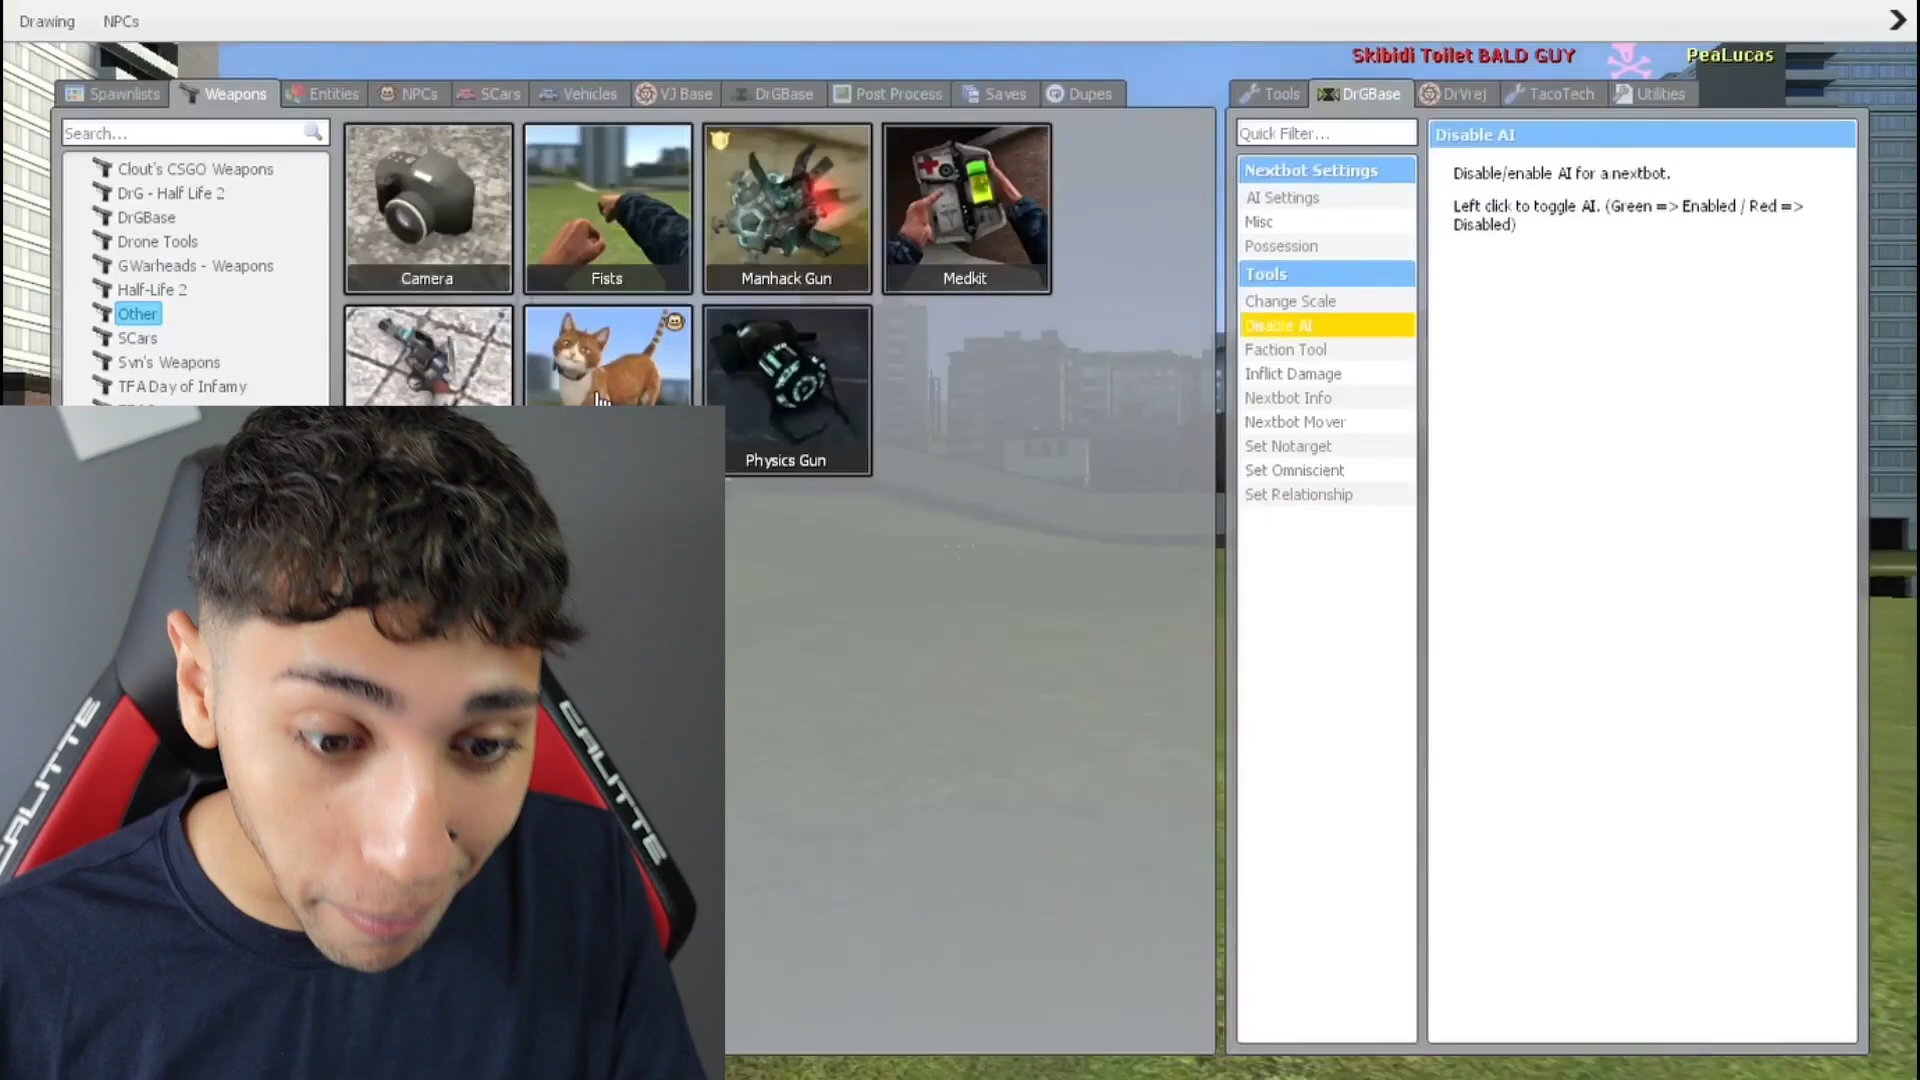 Drawing NPCs
Skibidi Toilet BALD GUY PeaLucas
Spawnlists Weapons Entities NPCs SCars Vehicles VJ Base DrGBase Post Process Saves Dupes
Tools DrGBase DrVrej TacoTech Utilities
Search...
Clout's CSGO Weapons
DrG - Half Life 2
DrGBase
Drone Tools
GWarheads - Weapons
Half-Life 2
Other
SCars
Svn's Weapons
TFA Day of Infamy
Camera
Fists
Manhack Gun
Medkit
Physics Gun
Quick Filter...
Nextbot Settings
AI Settings
Misc
Possession
Tools
Change Scale
Disable AI
Faction Tool
Inflict Damage
Nextbot Info
Nextbot Mover
Set Notarget
Set Omniscient
Set Relationship
Disable AI
Disable/enable AI for a nextbot.
Left click to toggle AI. (Green => Enabled / Red =>
Disabled)
CALITTE
EALITTE